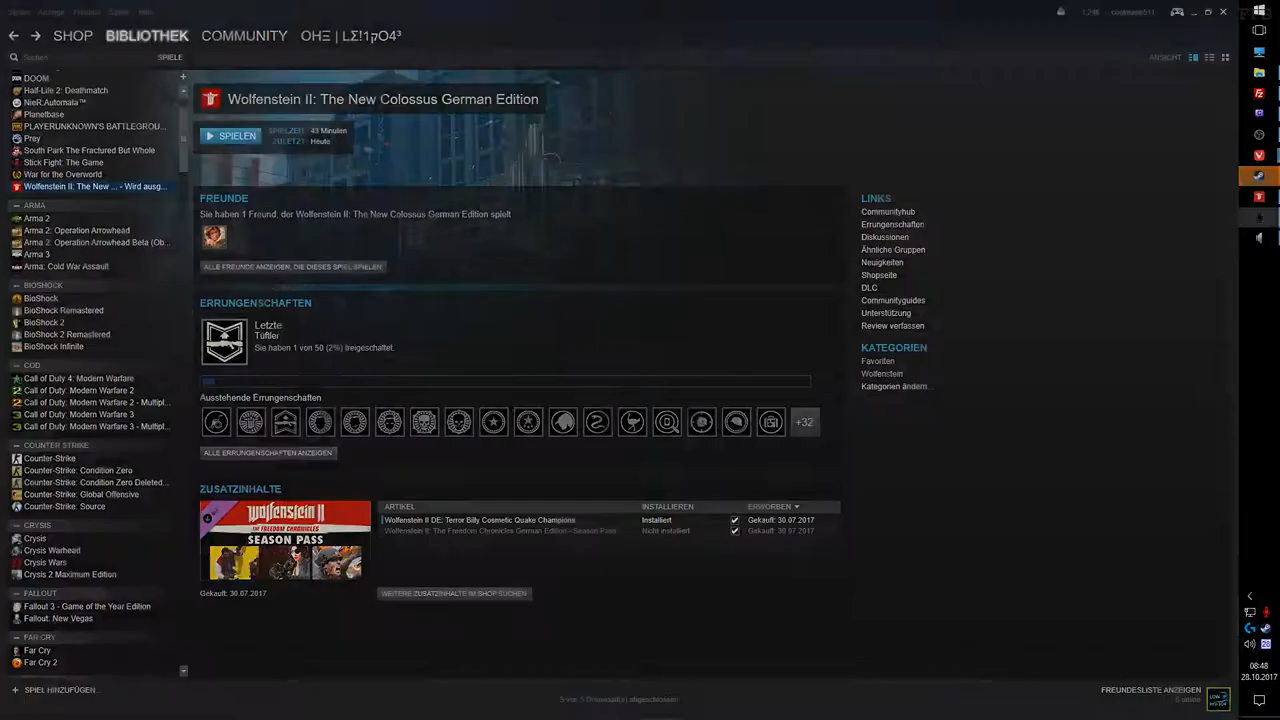 SHOP BIBLIOTHEK COMMUNITY
Suchen SPIELE ANSICHT
DOOM
Half-Life 2: Deathmatch
NieR:Automata™
Planetbase
PLAYERUNKNOWN'S BATTLEGROU...
Prey
South Park The Fractured But Whole
Stick Fight: The Game
War for the Overworld
Wolfenstein II: The New ... - Wird ausg...
ARMA
Arma 2
Arma 2: Operation Arrowhead
Arma 2: Operation Arrowhead Beta (Ob...
Arma 3
Arma: Cold War Assault
BIOSHOCK
BioShock
BioShock Remastered
BioShock 2
BioShock 2 Remastered
BioShock Infinite
COD
Call of Duty 4: Modern Warfare
Call of Duty: Modern Warfare 2
Call of Duty: Modern Warfare 2 - Multipl...
Call of Duty: Modern Warfare 3
Call of Duty: Modern Warfare 3 - Multipl...
COUNTER STRIKE
Counter-Strike
Counter-Strike: Condition Zero
Counter-Strike: Condition Zero Deleted...
Counter-Strike: Global Offensive
Counter-Strike: Source
CRYSIS
Crysis
Crysis Warhead
Crysis Wars
Crysis 2 Maximum Edition
FALLOUT
Fallout 3 - Game of the Year Edition
Fallout: New Vegas
FAR CRY
Far Cry
Far Cry 2
+ SPIEL HINZUFÜGEN...
Wolfenstein II: The New Colossus German Edition
SPIELEN
SPIELZEIT 43 Minuten
ZULETZT: Heute
FREUNDE
Sie haben 1 Freund, der Wolfenstein II: The New Colossus German Edition spielt
ALLE FREUNDE ANZEIGEN, DIE DIESES SPIEL SPIELEN
ERRUNGENSCHAFTEN
Letzte
Tüftler
Sie haben 1 von 50 (2%) freigeschaltet.
Ausstehende Errungenschaften
+32
ALLE ERRUNGENSCHAFTEN ANZEIGEN
ZUSATZINHALTE
Wolfenstein II
THE FREEDOM CHRONICLES
SEASON PASS
Gekauft: 30.07.2017
ARTIKEL INSTALLIEREN ERWORBEN
Wolfenstein II DE: Terror Billy Cosmetic Quake Champions Installiert Gekauft: 30.07.2017
Wolfenstein II: The Freedom Chronicles German Edition - Season Pass Nicht installiert Gekauft: 30.07.2017
WEITERE ZUSATZINHALTE IM SHOP SUCHEN
LINKS
Communityhub
Errungenschaften
Diskussionen
Ähnliche Gruppen
Neuigkeiten
Shopseite
DLC
Communityguides
Unterstützung
Review verfassen
KATEGORIEN
Favoriten
Wolfenstein
Kategorien ändern...
FREUNDESLISTE ANZEIGEN
08:48
28.10.2017